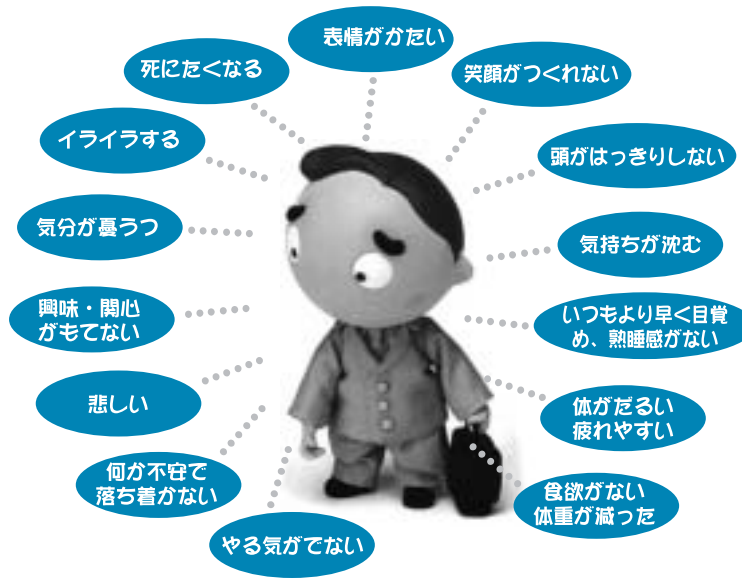 表情がかたい
笑顔がつくれない
頭がはっきりしない
気持ちが沈む
いつもより早く目覚
め、熟睡感がない
体がだるい
疲れやすい
食欲がない
体重が減った
やる気がでない
何か不安で
落ち着かない
悲しい
興味・関心
がもてない
気分が憂うつ
イライラする
死にたくなる